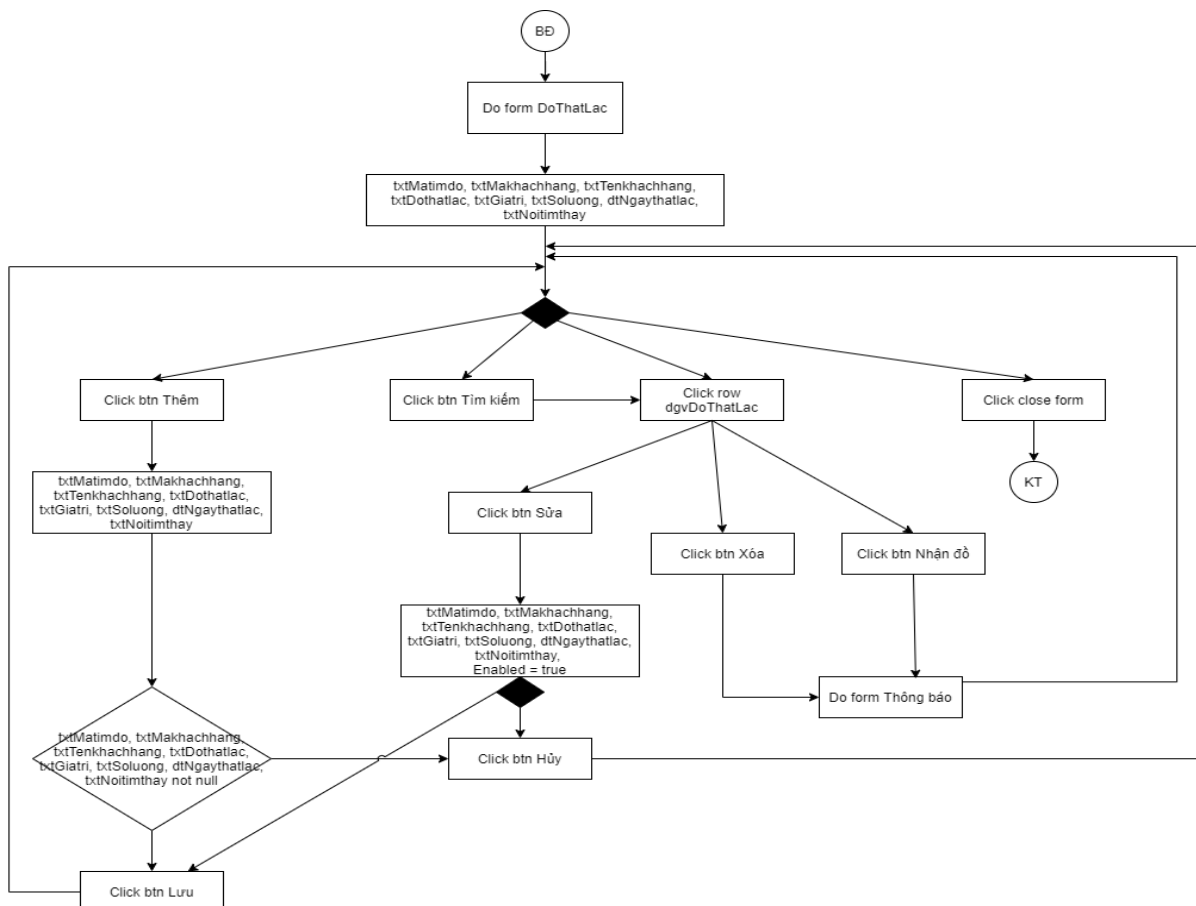 BĐ
Do form DoThatLac
txtMatimdo, txtMakhachhang, txtTenkhachhang,
txtDothatlac, txtGiatri, txtSoluong, dtNgaythatlac,
txtNoitimthay
Click btn Thêm
Click btn Tìm kiếm
Click row
dgvDoThatLac
Click close form
KT
txtMatimdo, txtMakhachhang,
txtTenkhachhang, txtDothatlac,
txtGiatri, txtSoluong, dtNgaythatlac,
txtNoitimthay
Click btn Sửa
Click btn Xóa
Click btn Nhận đồ
txtMatimdo, txtMakhachhang,
txtTenkhachhang, txtDothatlac,
txtGiatri, txtSoluong, dtNgaythatlac,
txtNoitimthay,
Enabled = true
Do form Thông báo
txtMatimdo, txtMakhachhang,
txtTenkhachhang, txtDothatlac,
txtGiatri, txtSoluong, dtNgaythatlac,
txtNoitimthay not null
Click btn Hủy
Click btn Lưu